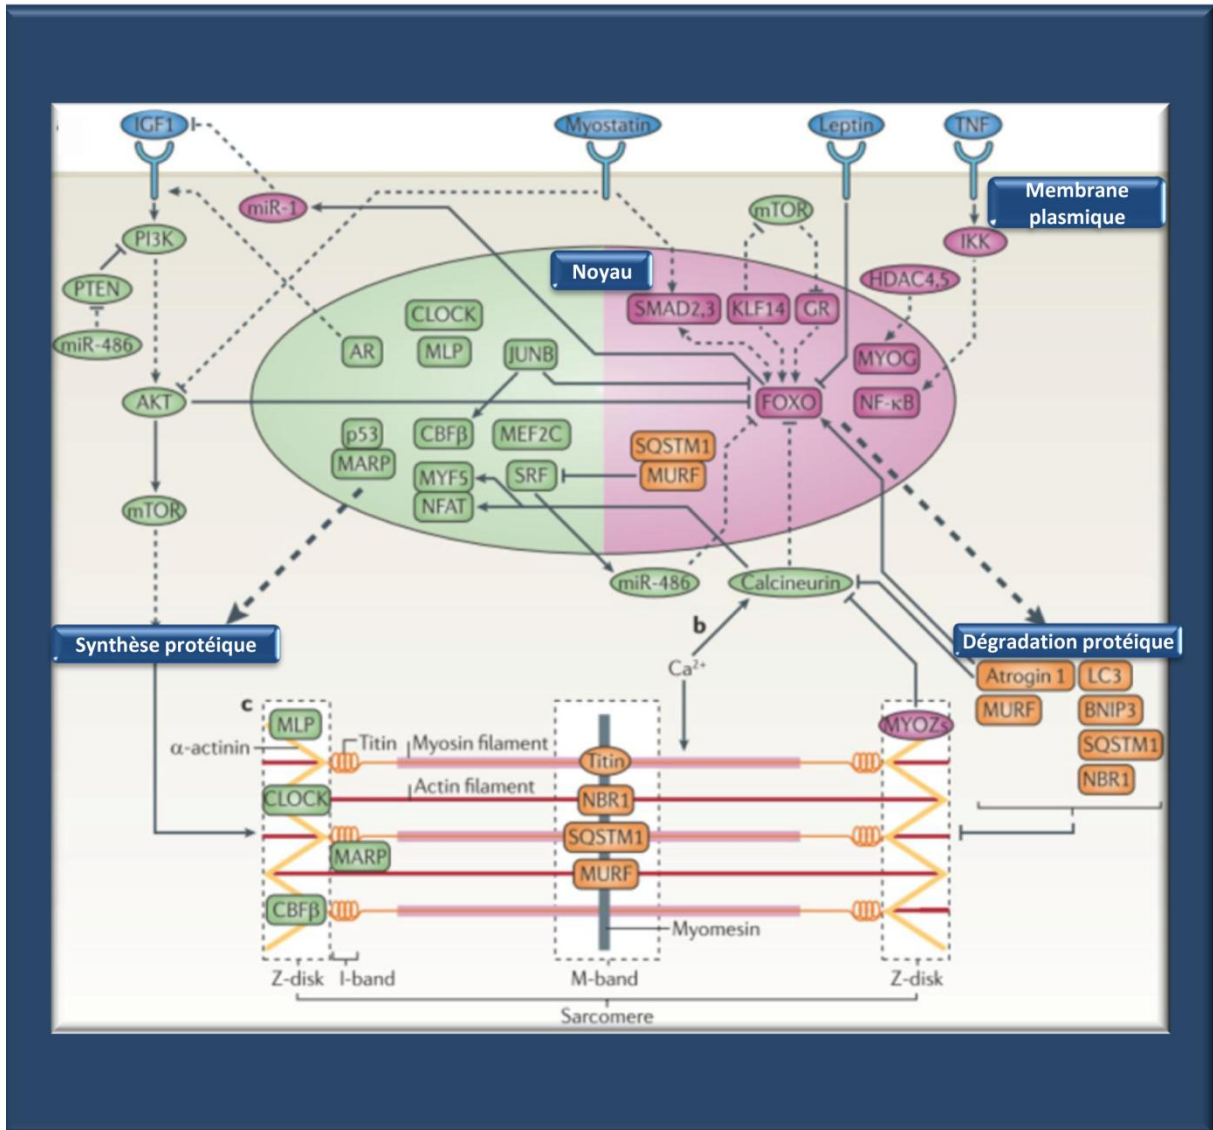 IGF1
Myostatin
Leptin
TNF
Membrane
plasmique
miR-1
mTOR
PI3K
IKK
Noyau
HDAC4,5
PTEN
SMAD2,3
KLF14
GR
CLOCK
miR-486
AR
MLP
JUNB
MYOG
AKT
FOXO
NF-κB
p53
CBFβ
MEF2C
SQSTM1
MARP
MYF5
SRF
MURF
NFAT
mTOR
miR-486
Calcineurin
b
Synthèse protéique
Dégradation protéique
Ca²⁺
Atrogin 1
LC3
c
MURF
BNIP3
MLP
MYOZs
α-actinin
Titin
Myosin filament
SQSTM1
Titin
NBR1
Actin filament
CLOCK
NBR1
SQSTM1
MARP
MURF
CBFβ
Myomesin
Z-disk
I-band
M-band
Z-disk
Sarcomere